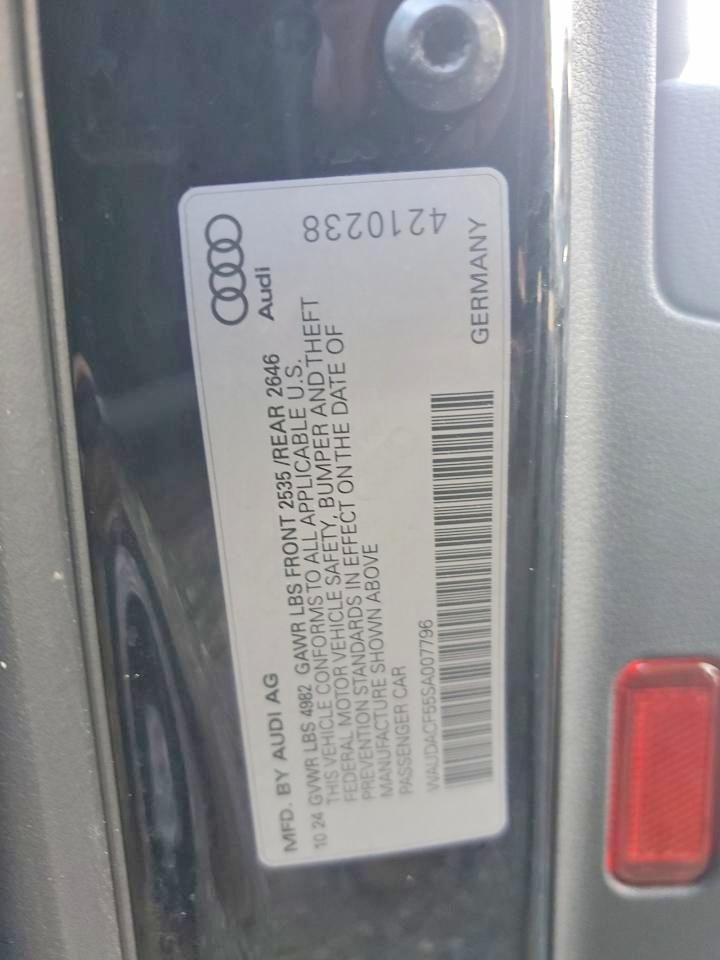 MFD. BY AUDI AG
Audi
10 24 GVWR LBS 4982 GAWR LBS FRONT 2535 /REAR 2646
THIS VEHICLE CONFORMS TO ALL APPLICABLE U.S.
FEDERAL MOTOR VEHICLE SAFETY, BUMPER AND THEFT
PREVENTION STANDARDS IN EFFECT ON THE DATE OF
MANUFACTURE SHOWN ABOVE
PASSENGER CAR
WAUDACF55SA007796
GERMANY
4210238